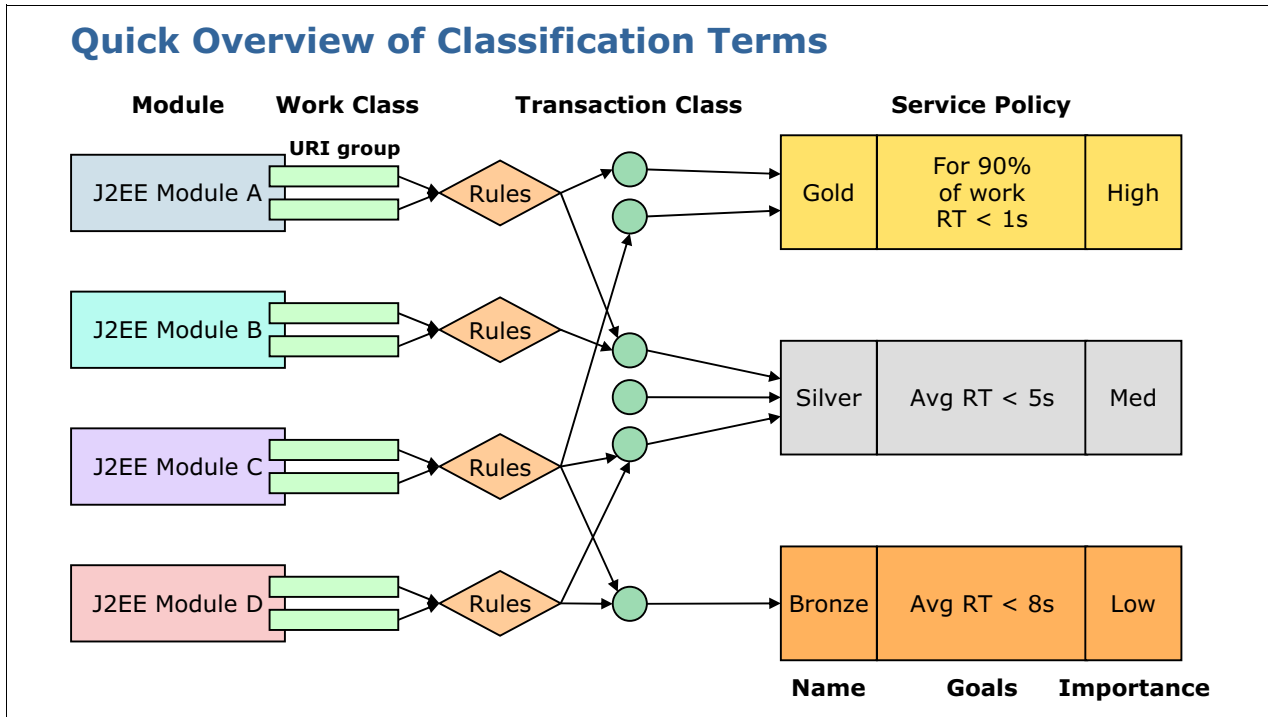 Quick Overview of Classification Terms
Module Work Class Transaction Class Service Policy
URI group
J2EE Module A
Rules
Gold
For 90%
of work
RT < 1s
High
J2EE Module B
Rules
Silver
Avg RT < 5s
Med
J2EE Module C
Rules
J2EE Module D
Rules
Bronze
Avg RT < 8s
Low
Name Goals Importance